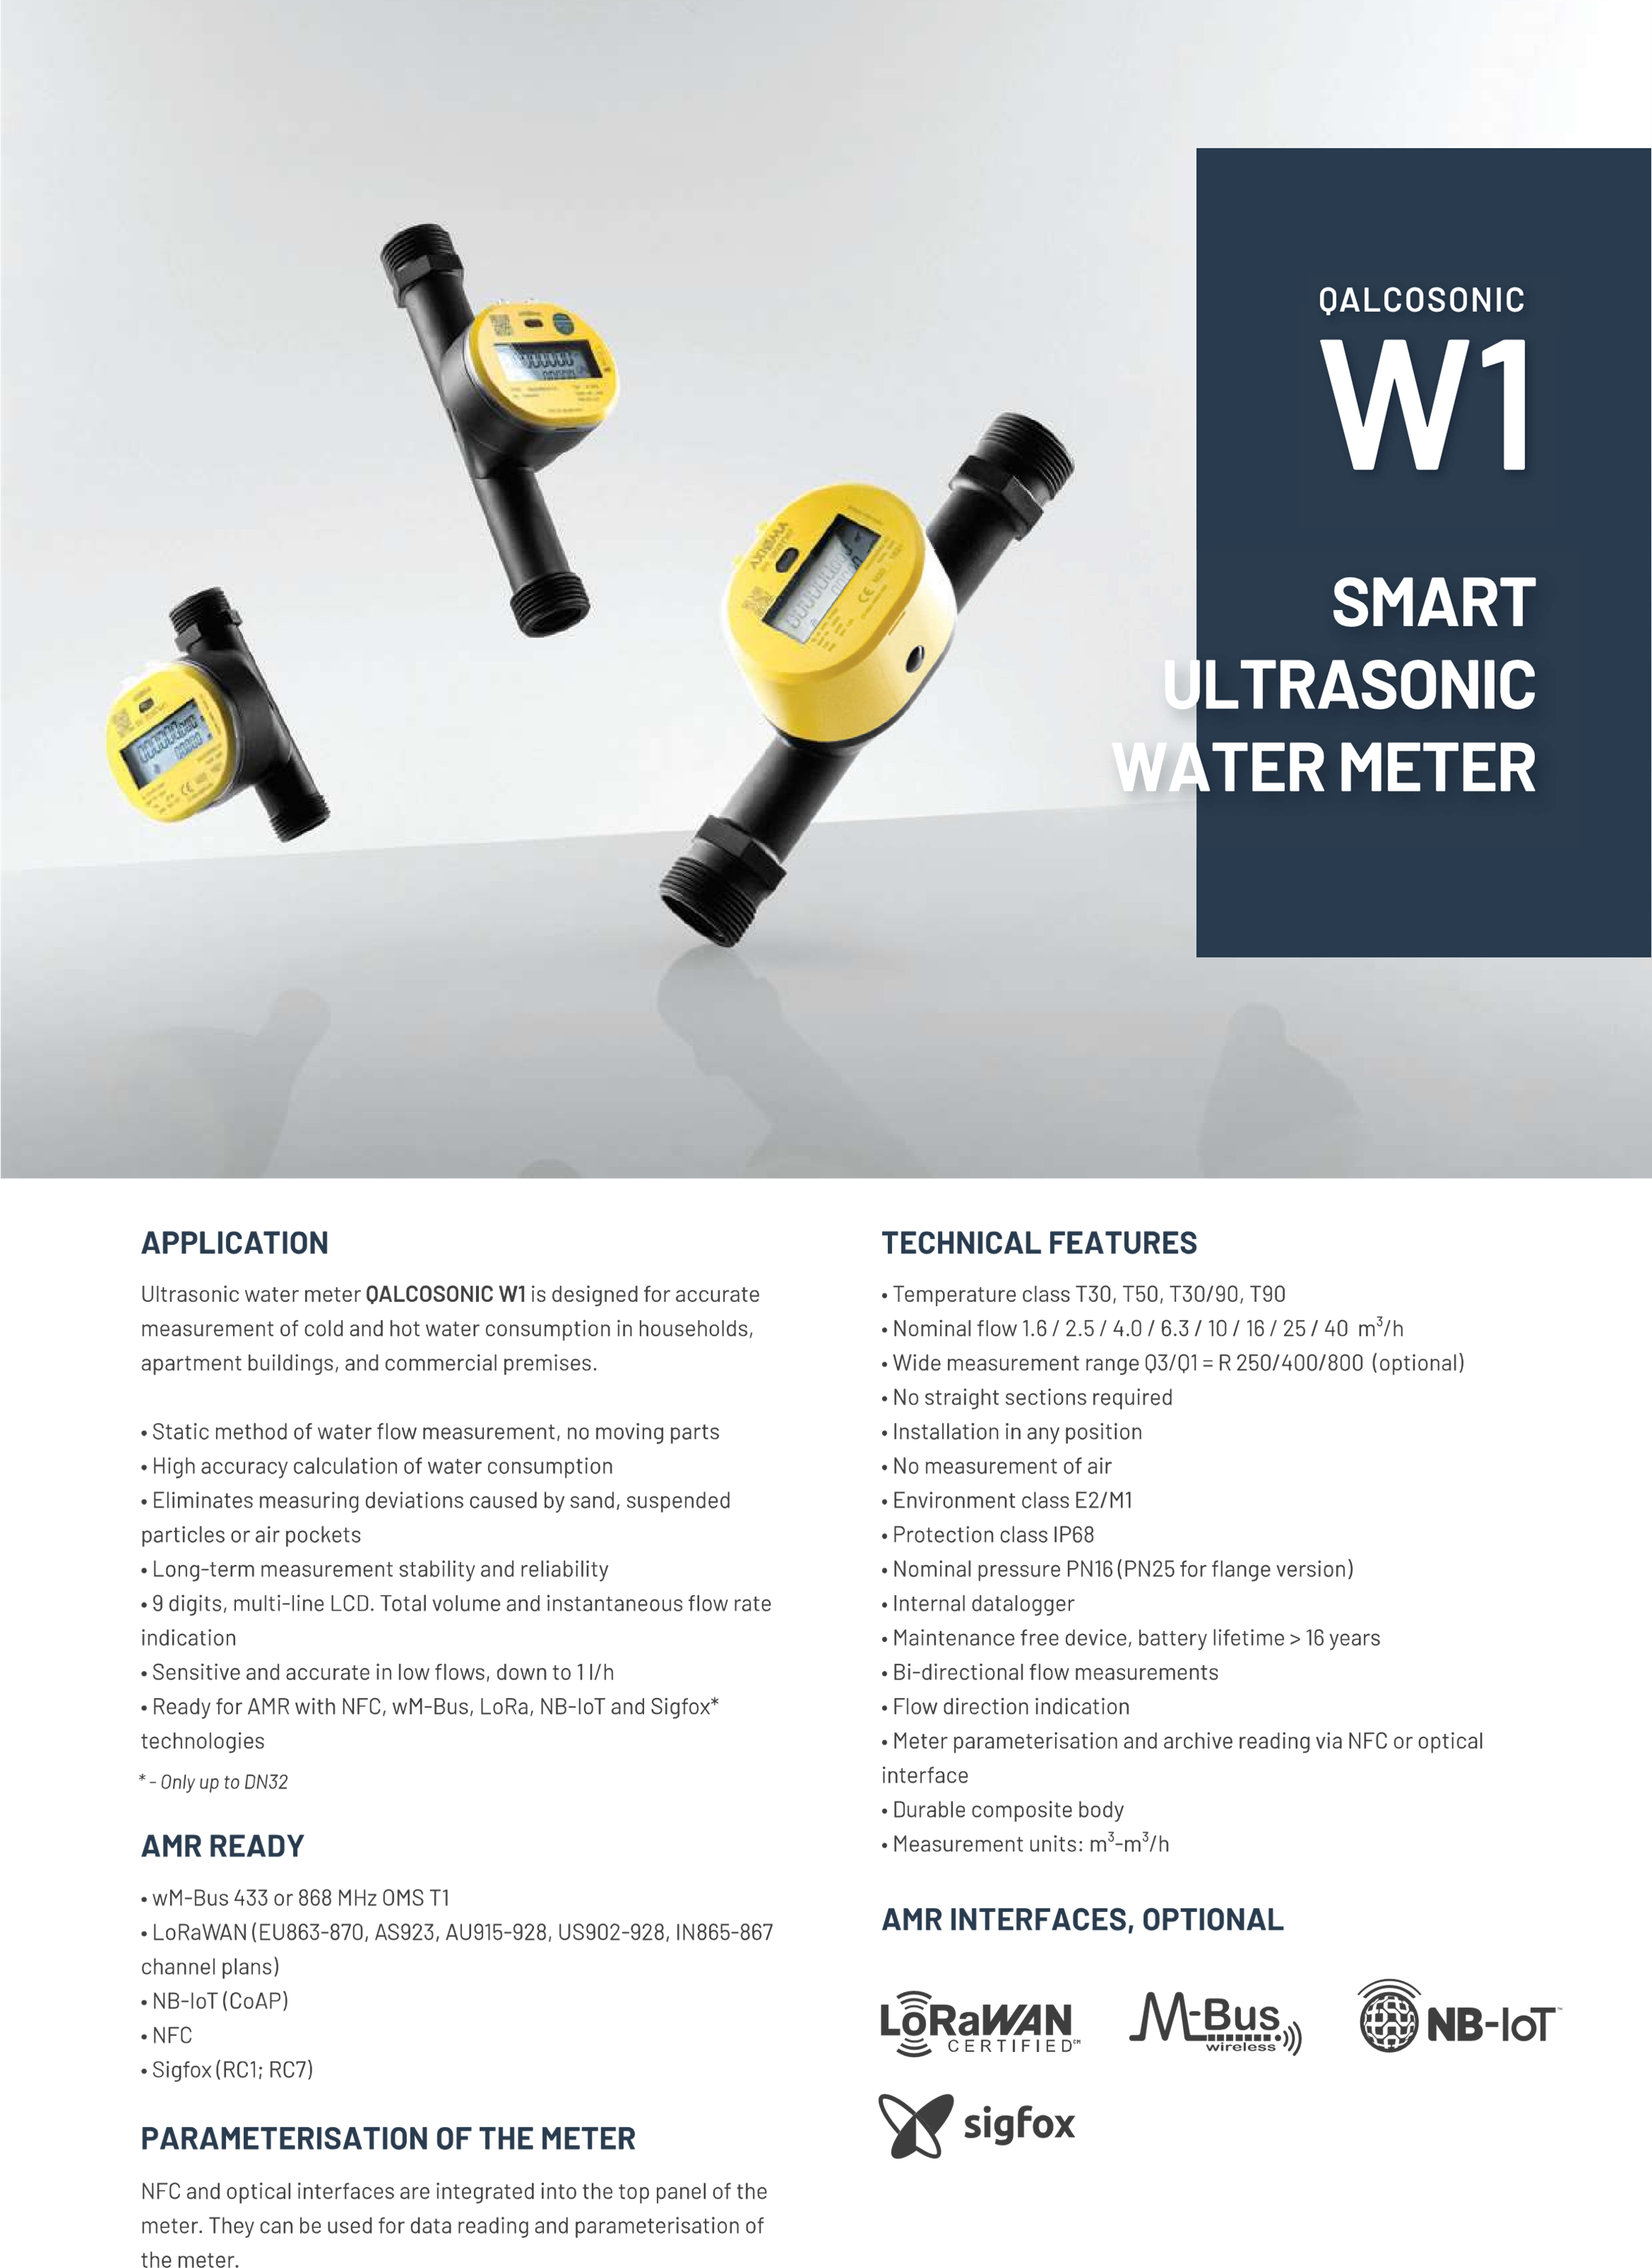 QALCOSONIC
W1
SMART
ULTRASONIC
WATER METER
AXIOMA
APPLICATION
Ultrasonic water meter QALCOSONIC W1 is designed for accurate
measurement of cold and hot water consumption in households,
apartment buildings, and commercial premises.
• Static method of water flow measurement, no moving parts
• High accuracy calculation of water consumption
• Eliminates measuring deviations caused by sand, suspended
particles or air pockets
• Long-term measurement stability and reliability
• 9 digits, multi-line LCD. Total volume and instantaneous flow rate
indication
• Sensitive and accurate in low flows, down to 1 l/h
• Ready for AMR with NFC, wM-Bus, LoRa, NB-IoT and Sigfox*
technologies
* - Only up to DN32
AMR READY
• wM-Bus 433 or 868 MHz OMS T1
• LoRaWAN (EU863-870, AS923, AU915-928, US902-928, IN865-867
channel plans)
• NB-IoT (CoAP)
• NFC
• Sigfox (RC1; RC7)
PARAMETERISATION OF THE METER
NFC and optical interfaces are integrated into the top panel of the
meter. They can be used for data reading and parameterisation of
the meter.
TECHNICAL FEATURES
• Temperature class T30, T50, T30/90, T90
• Nominal flow 1.6 / 2.5 / 4.0 / 6.3 / 10 / 16 / 25 / 40 m³/h
• Wide measurement range Q3/Q1 = R 250/400/800 (optional)
• No straight sections required
• Installation in any position
• No measurement of air
• Environment class E2/M1
• Protection class IP68
• Nominal pressure PN16 (PN25 for flange version)
• Internal datalogger
• Maintenance free device, battery lifetime > 16 years
• Bi-directional flow measurements
• Flow direction indication
• Meter parameterisation and archive reading via NFC or optical
interface
• Durable composite body
• Measurement units: m³-m³/h
AMR INTERFACES, OPTIONAL
LoRaWAN
CERTIFIED℠
M-Bus
wireless
NB-IoT™
sigfox